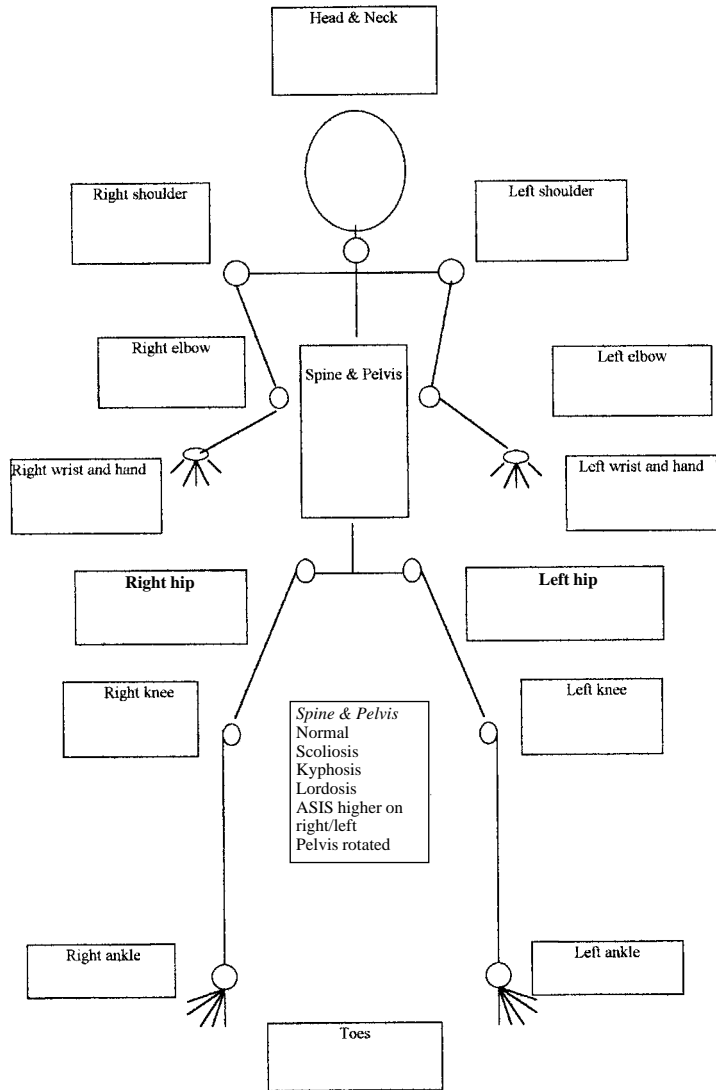 Head & Neck
Right shoulder
Left shoulder
Right elbow
Spine & Pelvis
Left elbow
Right wrist and hand
Left wrist and hand
Right hip
Left hip
Right knee
Left knee
Spine & Pelvis
Normal
Scoliosis
Kyphosis
Lordosis
ASIS higher on
right/left
Pelvis rotated
Right ankle
Left ankle
Toes